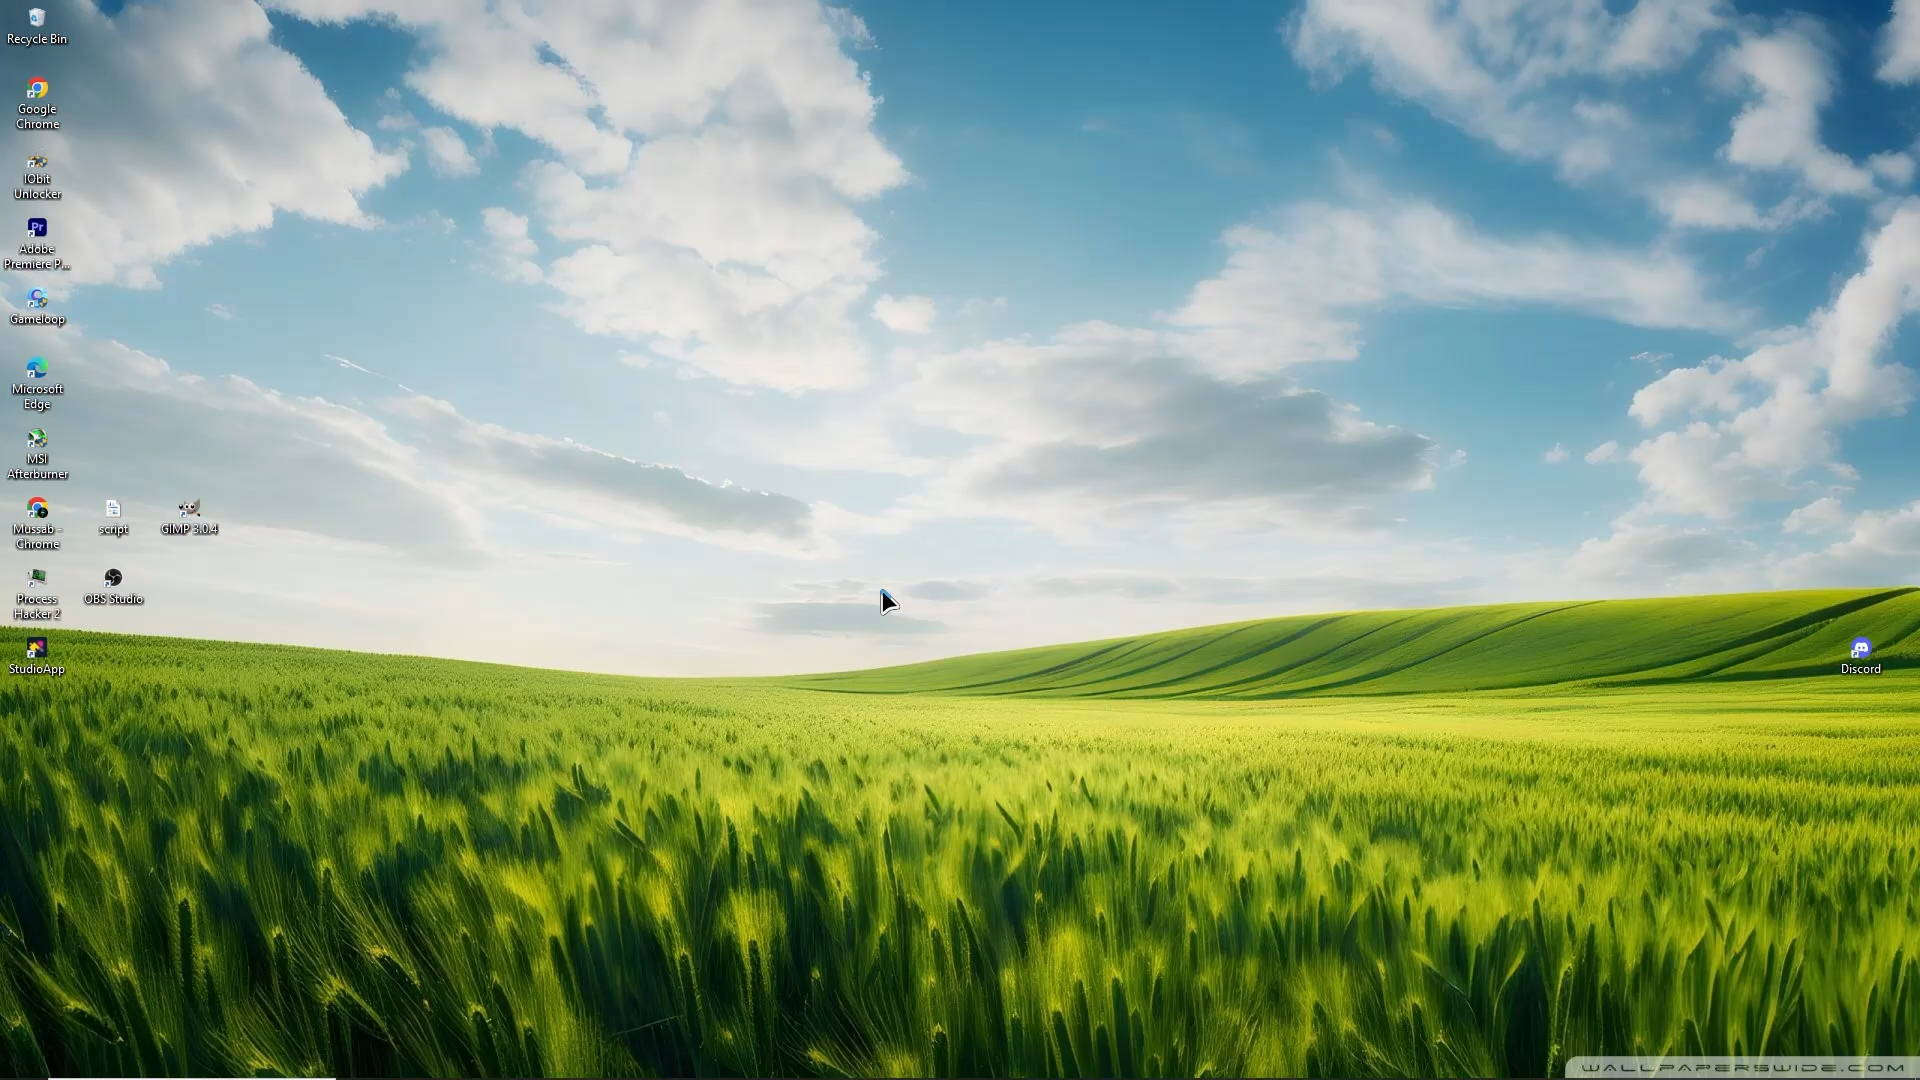 Recycle Bin
Google
Chrome
IObit
Unlocker
Pr
Adobe
Premiere P...
Gameloop
Microsoft
Edge
MSI
Afterburner
Mussab -
Chrome
script
GIMP 3.0.4
Process
Hacker 2
OBS Studio
StudioApp
Discord
WALLPAPERSWIDE.COM